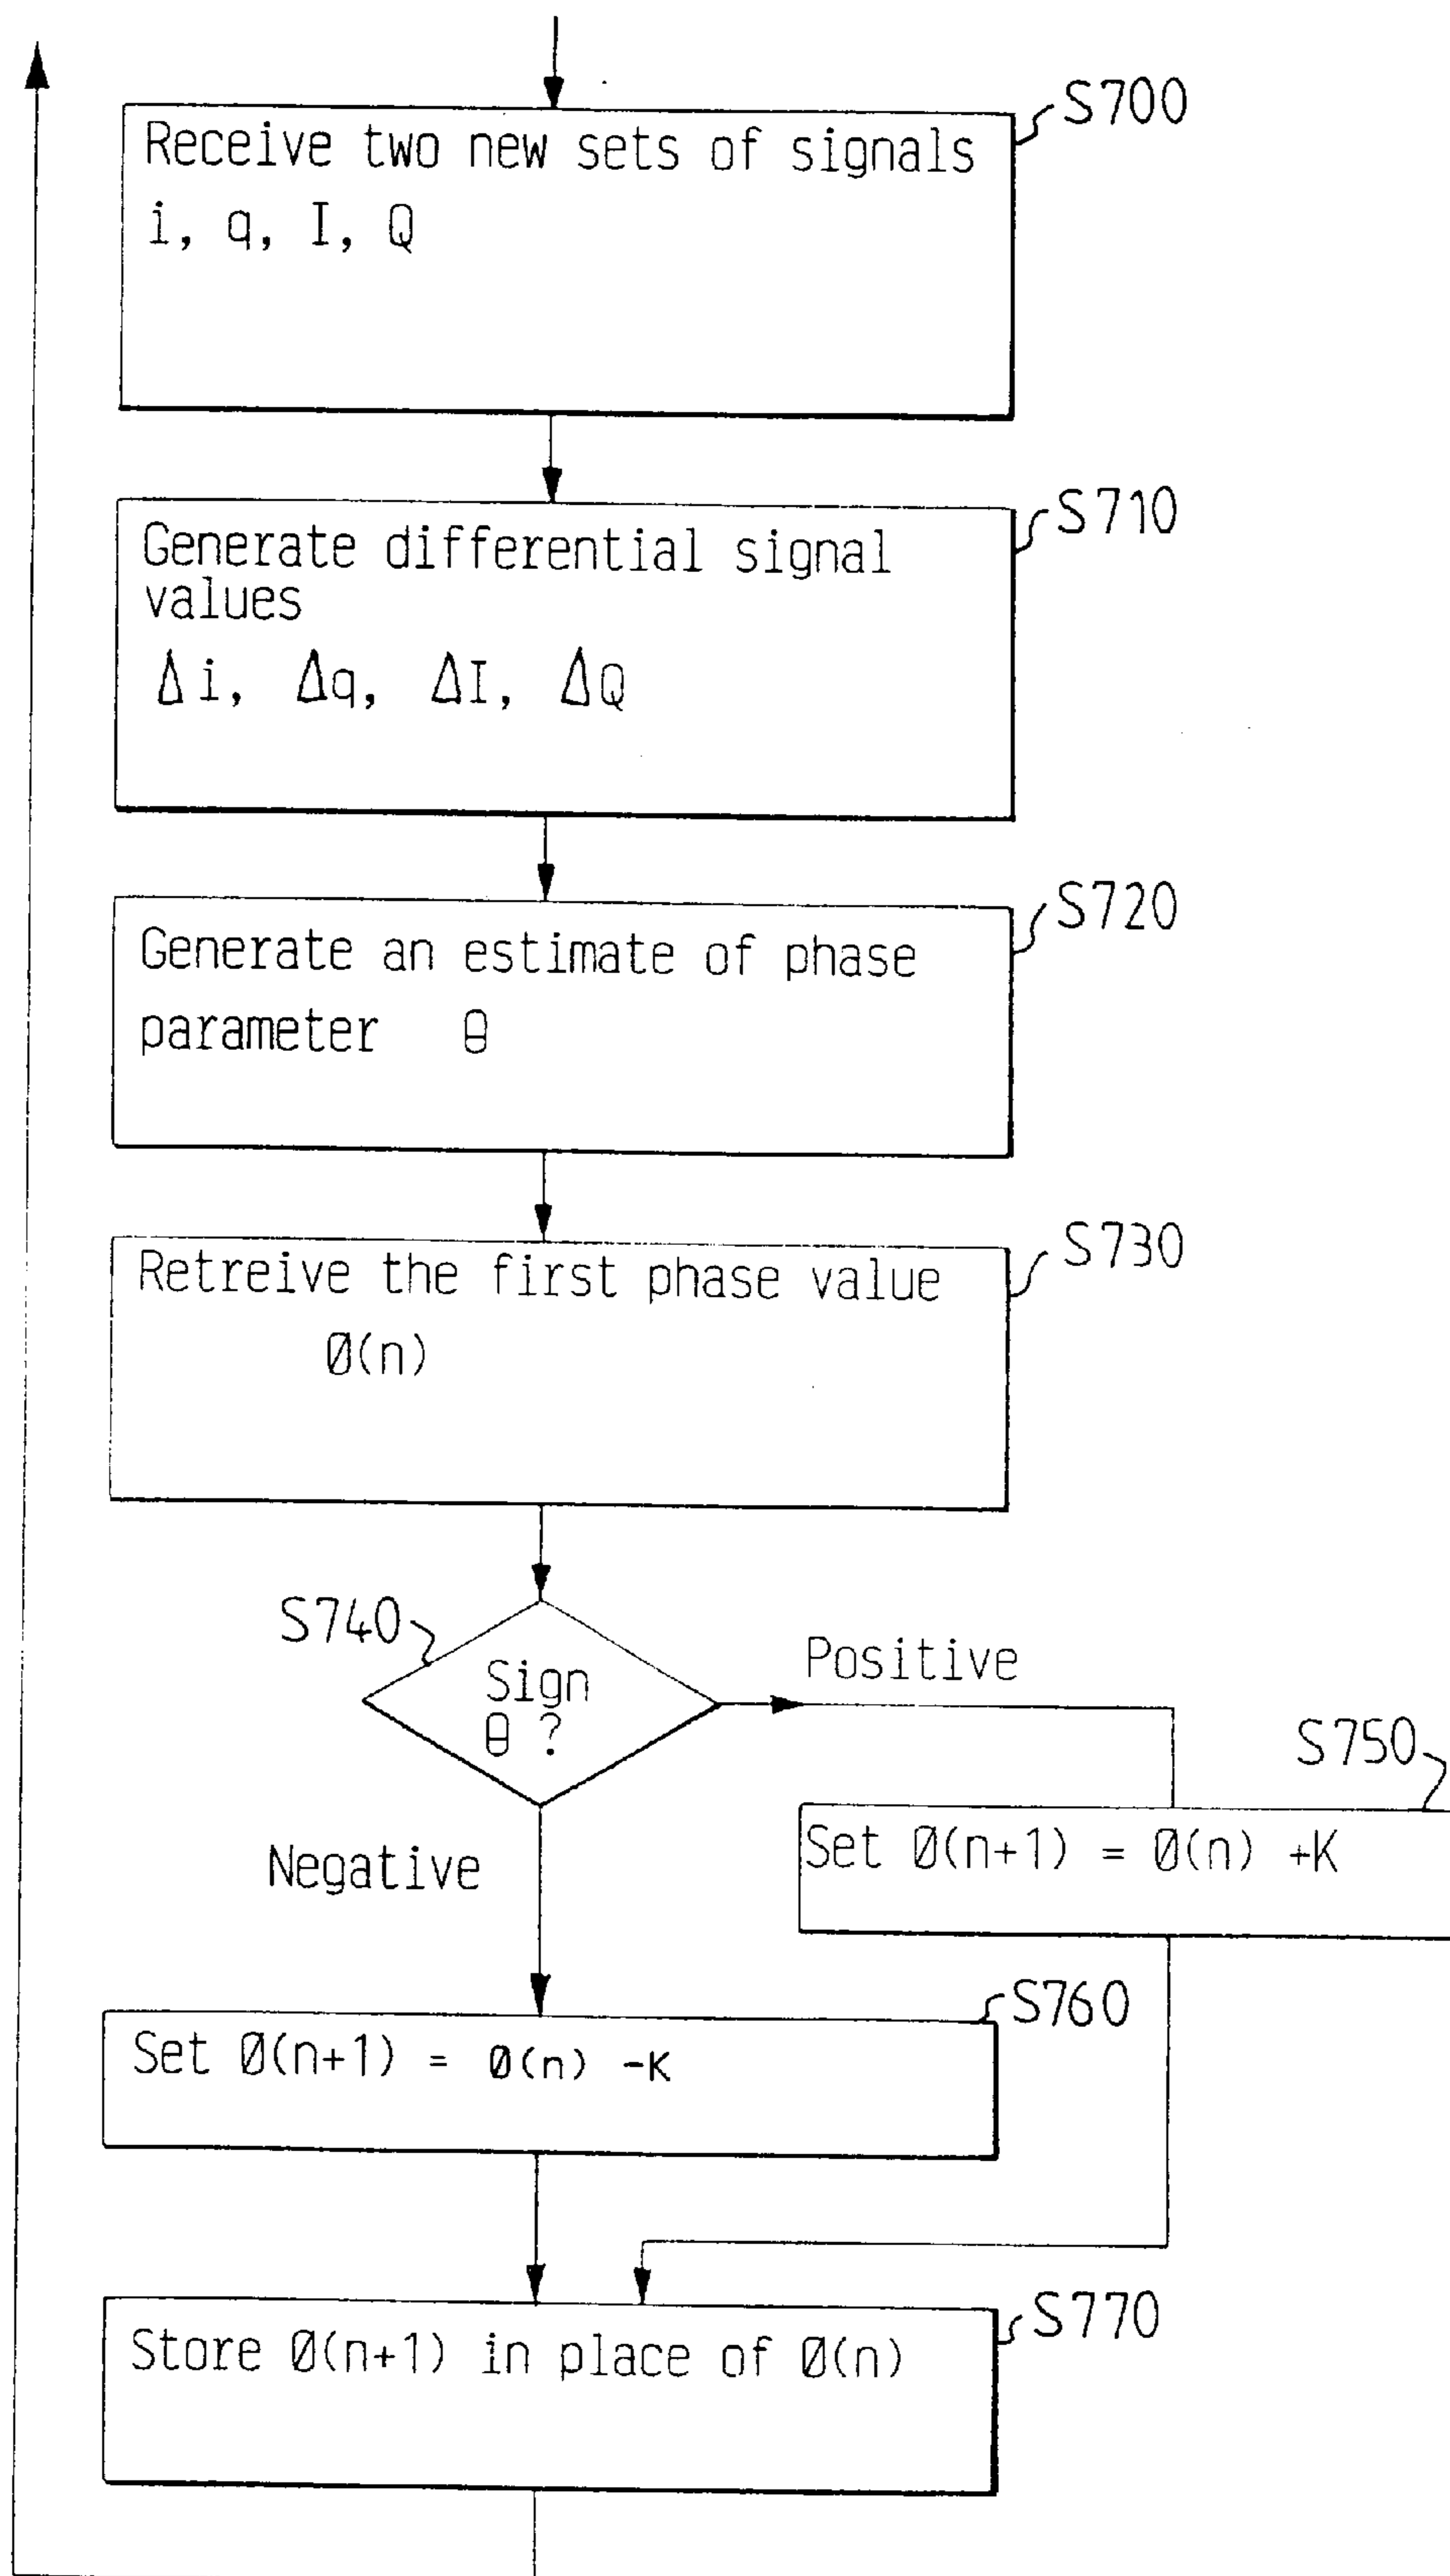 S700
Receive two new sets of signals
i, q, I, Q
S710
Generate differential signal
values
Δi, Δq, ΔI, ΔQ
S720
Generate an estimate of phase
parameter θ
S730
Retreive the first phase value
Ø(n)
S740
Sign
θ ?
Positive
Negative
S750
Set Ø(n+1) = Ø(n) +K
S760
Set Ø(n+1) = Ø(n) -K
S770
Store Ø(n+1) in place of Ø(n)